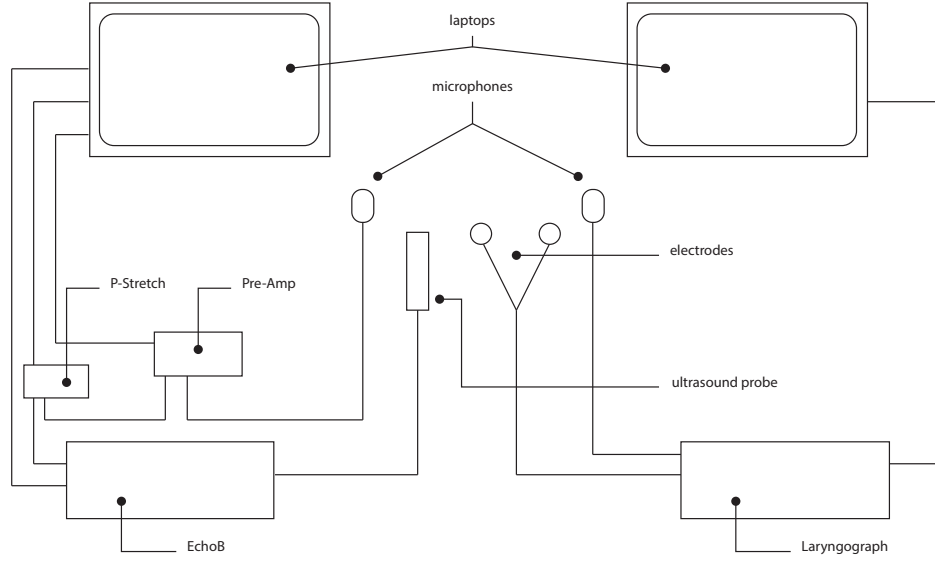 laptops
microphones
electrodes
P-Stretch
Pre-Amp
ultrasound probe
EchoB
Laryngograph